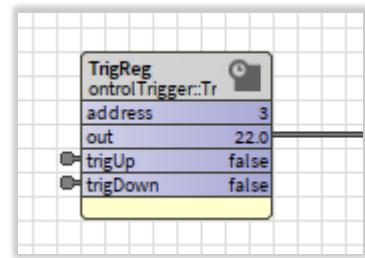 TrigReg
ontrolTrigger::Tr
address 3
out 22.0
trigUp false
trigDown false